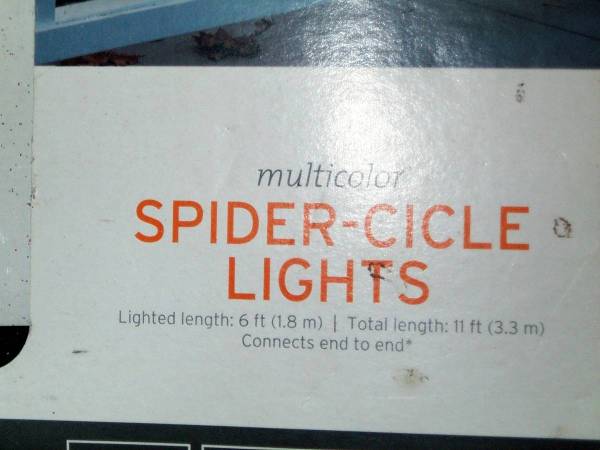 multicolor
SPIDER-CICLE
LIGHTS
Lighted length: 6 ft (1.8 m) | Total length: 11 ft (3.3 m)
Connects end to end*